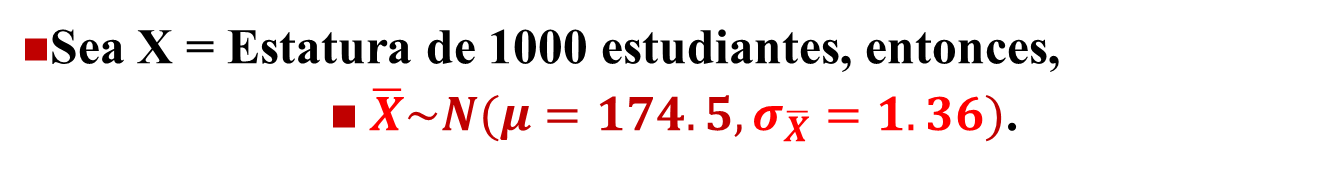 ■Sea X = Estatura de 1000 estudiantes, entonces,
■ X̅~N(μ = 174.5, σ_X̅ = 1.36).